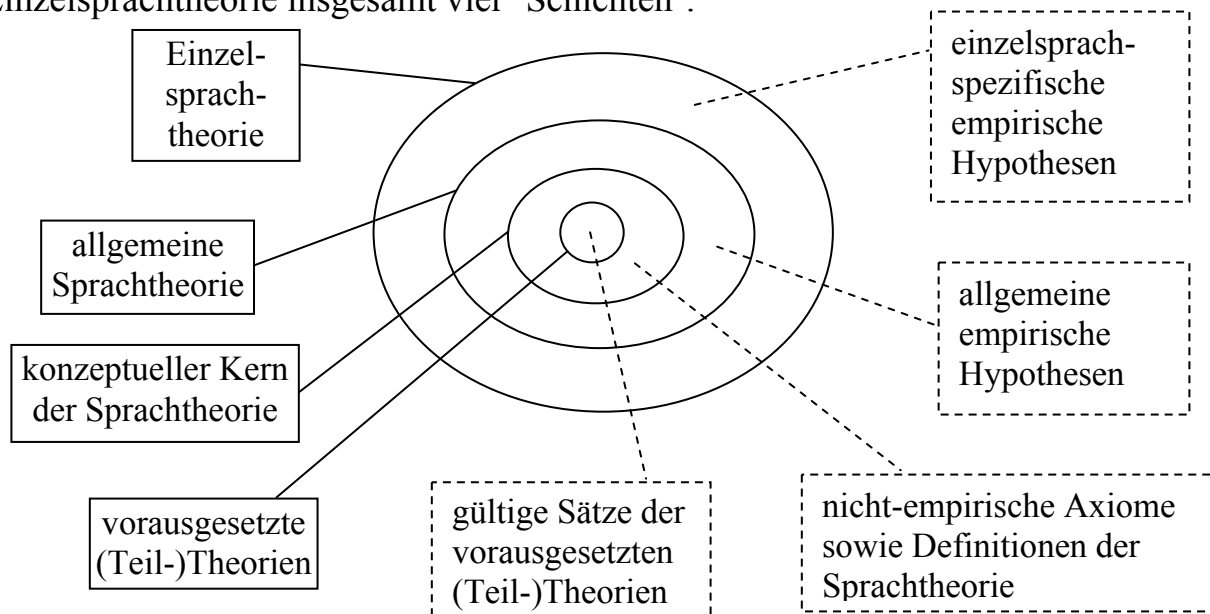 Einzelsprachtheorie insgesamt vier "Schichten":
Einzel-
sprach-
theorie
einzelsprach-
spezifische
empirische
Hypothesen
allgemeine
Sprachtheorie
allgemeine
empirische
Hypothesen
konzeptueller Kern
der Sprachtheorie
vorausgesetzte
(Teil-)Theorien
gültige Sätze der
vorausgesetzten
(Teil-)Theorien
nicht-empirische Axiome
sowie Definitionen der
Sprachtheorie